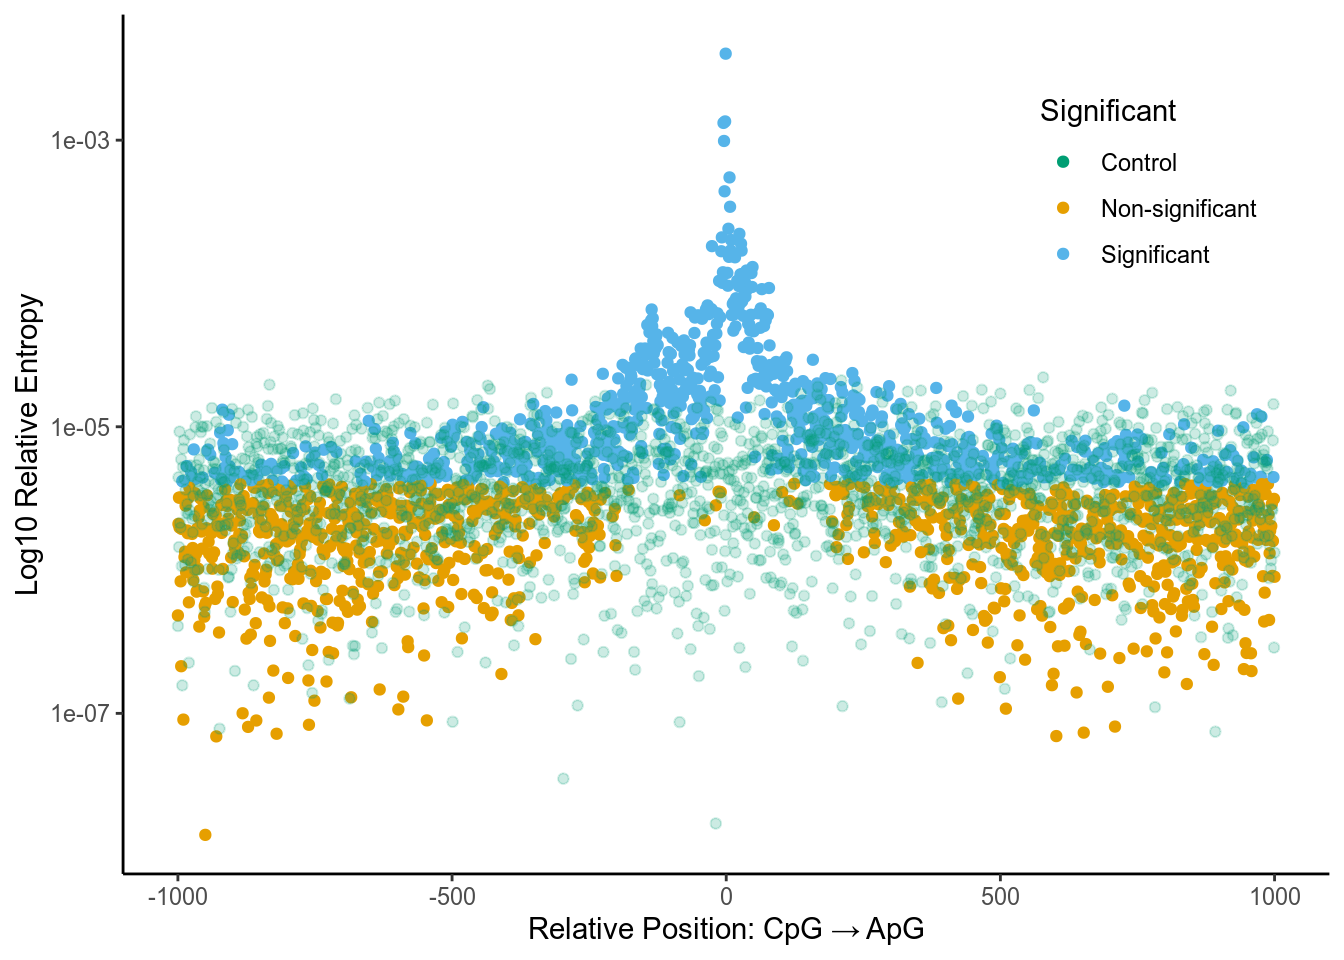 Significant
Control
Non-significant
Significant
Log10 Relative Entropy
1e-03
1e-05
1e-07
-1000
-500
0
500
1000
Relative Position: CpG → ApG